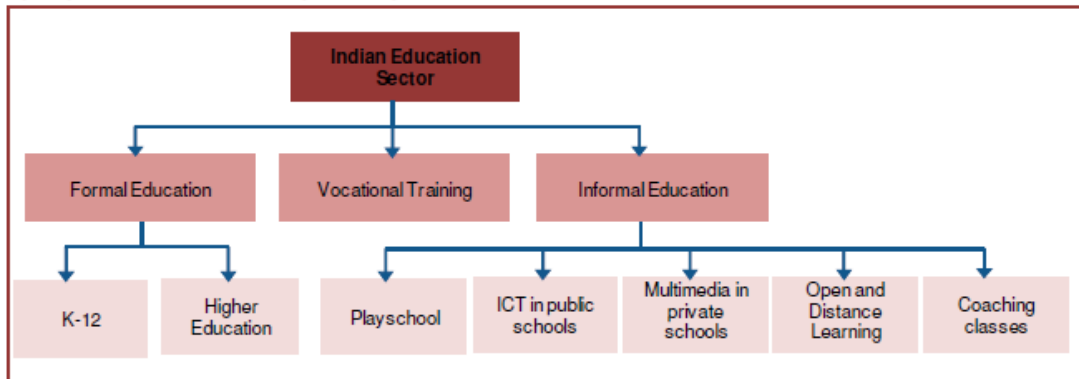 Indian Education
Sector
Formal Education
Vocational Training
Informal Education
K-12
Higher
Education
Playschool
ICT in public
schools
Multimedia in
private
schools
Open and
Distance
Learning
Coaching
classes